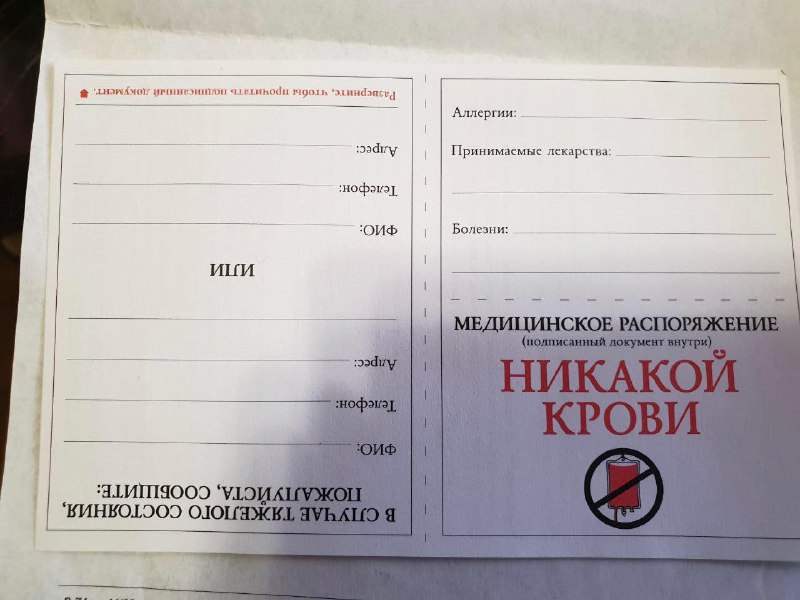 Аллергии:
Принимаемые лекарства:
Болезни:
МЕДИЦИНСКОЕ РАСПОРЯЖЕНИЕ
(подписанный документ внутри)
НИКАКОЙ
КРОВИ
В СЛУЧАЕ ТЯЖЕЛОГО СОСТОЯНИЯ,
ПОЖАЛУЙСТА, СООБЩИТЕ:
ФИО:
Телефон:
Адрес:
ИЛИ
ФИО:
Телефон:
Адрес:
Разверните, чтобы прочитать подписанный документ.